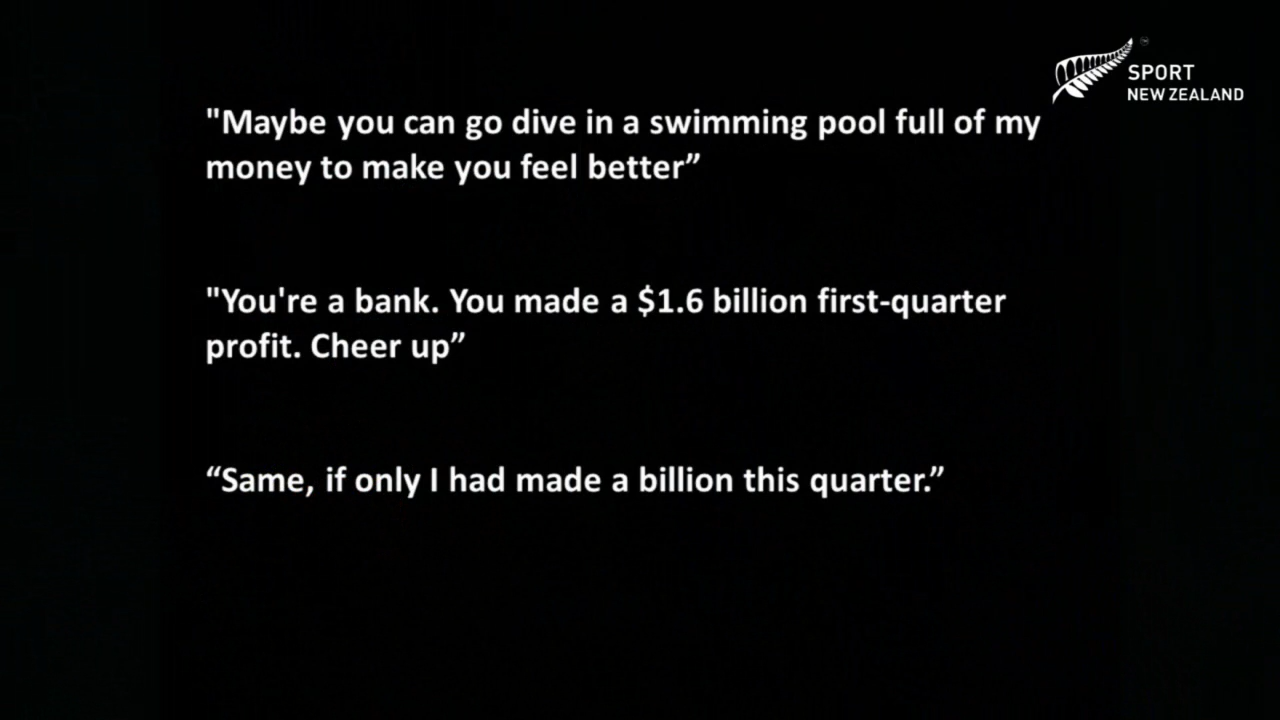 SPORT
NEW ZEALAND
"Maybe you can go dive in a swimming pool full of my
money to make you feel better”
"You're a bank. You made a $1.6 billion first-quarter
profit. Cheer up”
“Same, if only I had made a billion this quarter.”